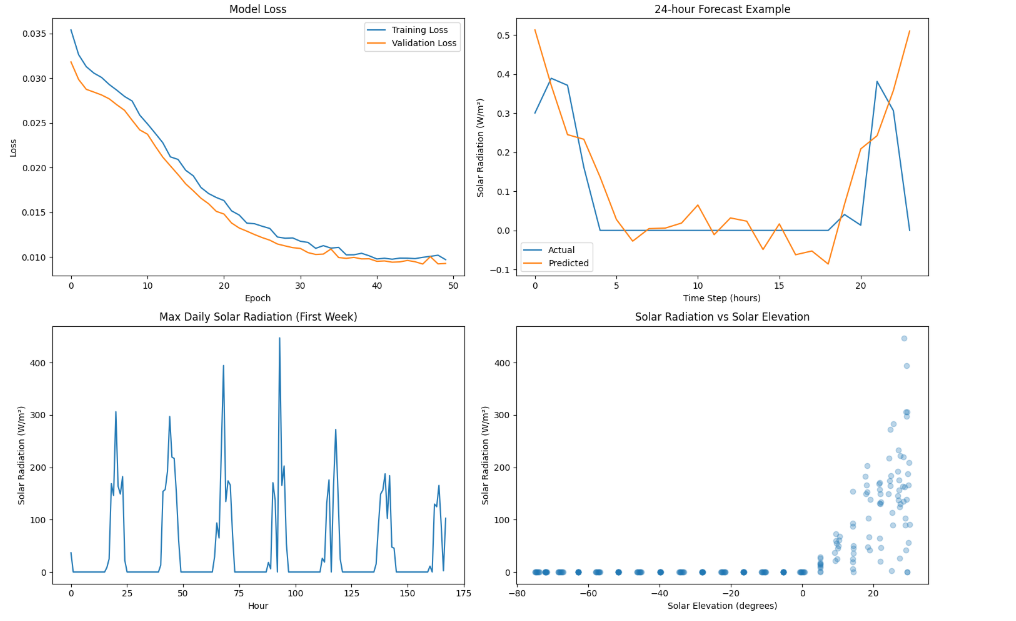 Model Loss
0.035
0.030
0.025
0.020
0.015
0.010
Loss
0 10 20 30 40 50
Epoch
Training Loss
Validation Loss
24-hour Forecast Example
0.5
0.4
0.3
0.2
0.1
0.0
−0.1
Solar Radiation (W/m²)
0 5 10 15 20
Time Step (hours)
Actual
Predicted
Max Daily Solar Radiation (First Week)
400
300
200
100
0
Solar Radiation (W/m²)
0 25 50 75 100 125 150 175
Hour
Solar Radiation vs Solar Elevation
400
300
200
100
0
Solar Radiation (W/m²)
−80 −60 −40 −20 0 20
Solar Elevation (degrees)